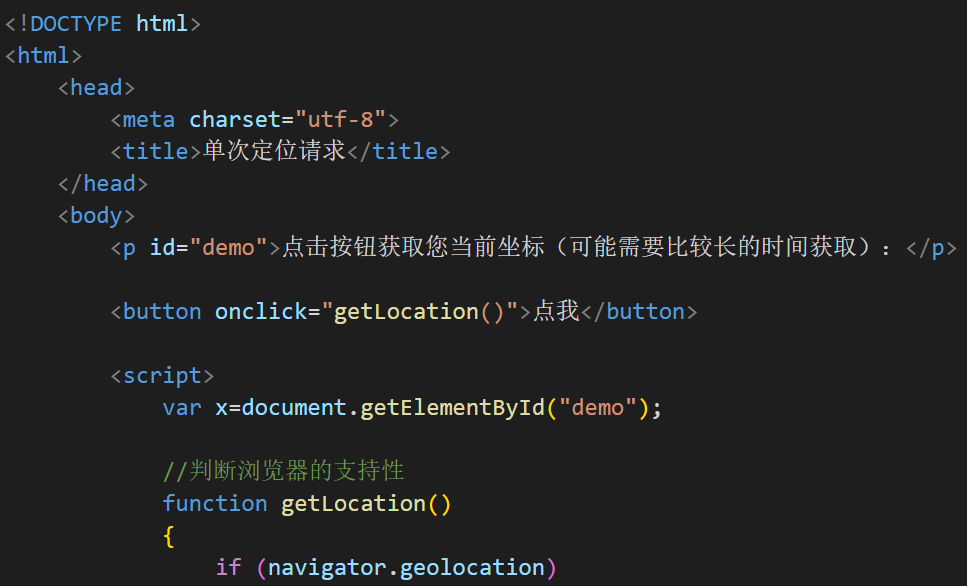 <!DOCTYPE html>
<html>
    <head>
        <meta charset="utf-8">
        <title>单次定位请求</title>
    </head>
    <body>
        <p id="demo">点击按钮获取您当前坐标（可能需要比较长的时间获取）：</p>

        <button onclick="getLocation()">点我</button>

        <script>
            var x=document.getElementById("demo");

            //判断浏览器的支持性
            function getLocation()
            {
                if (navigator.geolocation)